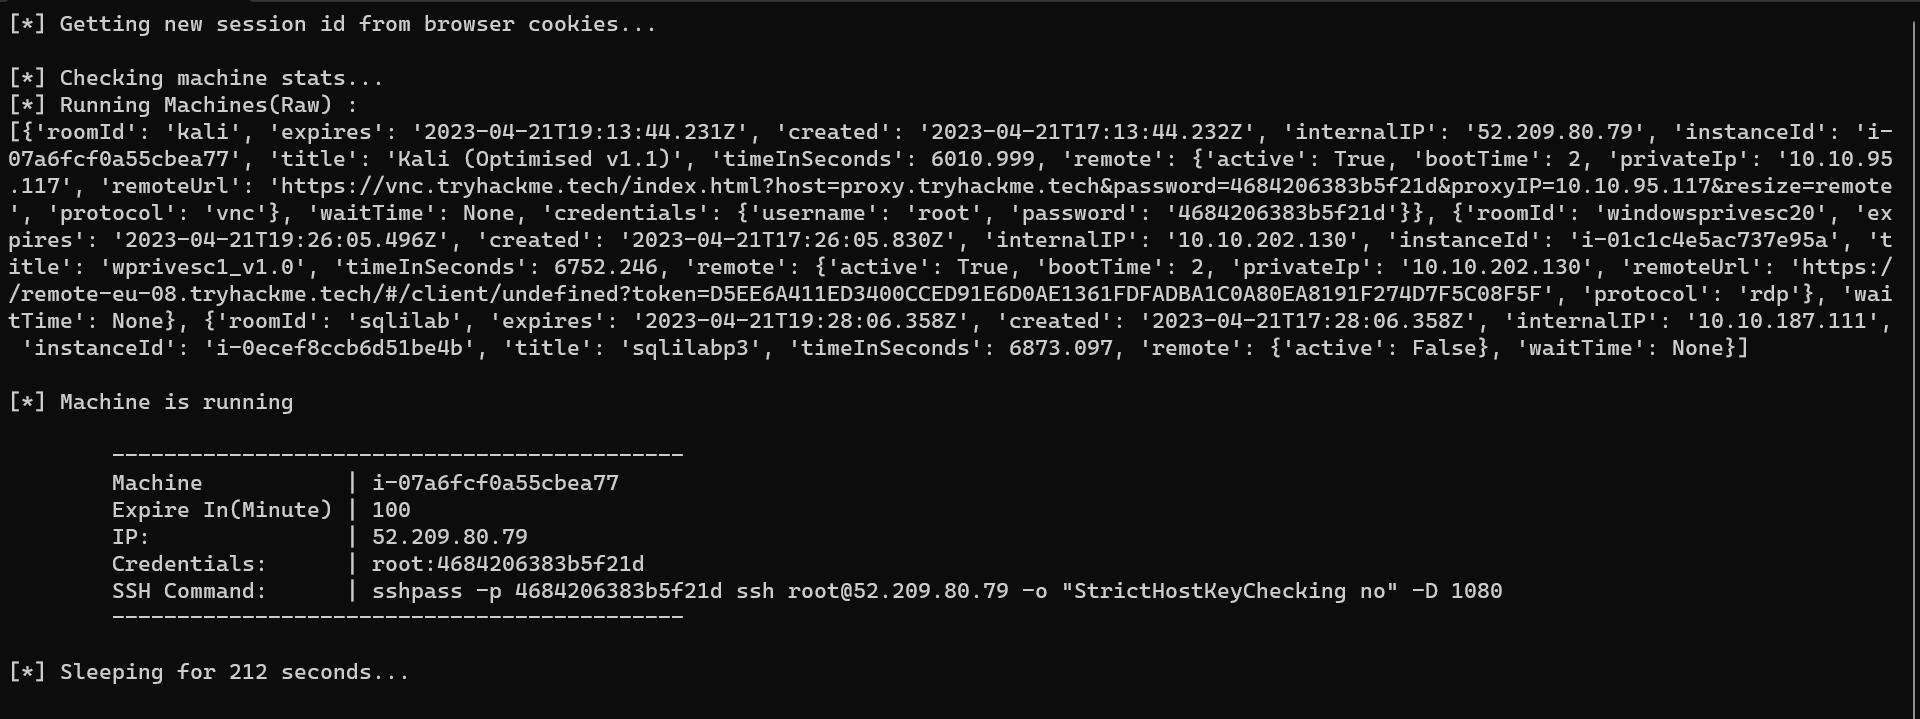 [*] Getting new session id from browser cookies...
[*] Checking machine stats...
[*] Running Machines(Raw) :
[{'roomId': 'kali', 'expires': '2023-04-21T19:13:44.231Z', 'created': '2023-04-21T17:13:44.232Z', 'internalIP': '52.209.80.79', 'instanceId': 'i-
07a6fcf0a55cbea77', 'title': 'Kali (Optimised v1.1)', 'timeInSeconds': 6010.999, 'remote': {'active': True, 'bootTime': 2, 'privateIp': '10.10.95
.117', 'remoteUrl': 'https://vnc.tryhackme.tech/index.html?host=proxy.tryhackme.tech&password=4684206383b5f21d&proxyIP=10.10.95.117&resize=remote
', 'protocol': 'vnc'}, 'waitTime': None, 'credentials': {'username': 'root', 'password': '4684206383b5f21d'}}, {'roomId': 'windowsprivesc20', 'ex
pires': '2023-04-21T19:26:05.496Z', 'created': '2023-04-21T17:26:05.830Z', 'internalIP': '10.10.202.130', 'instanceId': 'i-01c1c4e5ac737e95a', 't
itle': 'wprivesc1_v1.0', 'timeInSeconds': 6752.246, 'remote': {'active': True, 'bootTime': 2, 'privateIp': '10.10.202.130', 'remoteUrl': 'https:/
/remote-eu-08.tryhackme.tech/#/client/undefined?token=D5EE6A411ED3400CCED91E6D0AE1361FDFADBA1C0A80EA8191F274D7F5C08F5F', 'protocol': 'rdp'}, 'wai
tTime': None}, {'roomId': 'sqlilab', 'expires': '2023-04-21T19:28:06.358Z', 'created': '2023-04-21T17:28:06.358Z', 'internalIP': '10.10.187.111',
 'instanceId': 'i-0ecef8ccb6d51be4b', 'title': 'sqlilabp3', 'timeInSeconds': 6873.097, 'remote': {'active': False}, 'waitTime': None}]
[*] Machine is running
--------------------------------------------
Machine | i-07a6fcf0a55cbea77
Expire In(Minute) | 100
IP: | 52.209.80.79
Credentials: | root:4684206383b5f21d
SSH Command: | sshpass -p 4684206383b5f21d ssh root@52.209.80.79 -o "StrictHostKeyChecking no" -D 1080
--------------------------------------------
[*] Sleeping for 212 seconds...